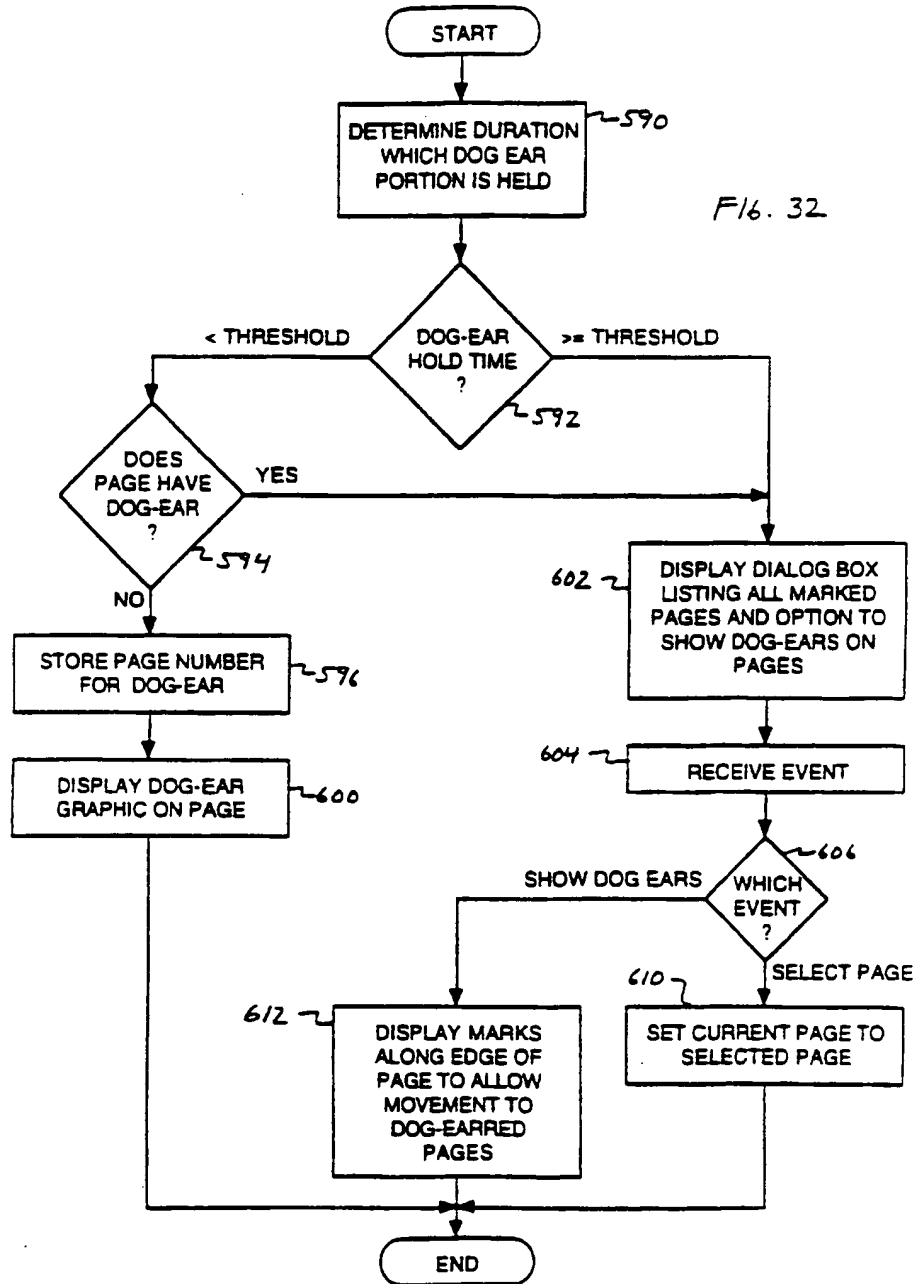 START
DETERMINE DURATION
WHICH DOG EAR
PORTION IS HELD
590
FIG. 32
DOG-EAR
HOLD TIME
?
592
< THRESHOLD
>= THRESHOLD
DOES
PAGE HAVE
DOG-EAR
?
594
YES
NO
STORE PAGE NUMBER
FOR DOG-EAR
596
DISPLAY DOG-EAR
GRAPHIC ON PAGE
600
602
DISPLAY DIALOG BOX
LISTING ALL MARKED
PAGES AND OPTION TO
SHOW DOG-EARS ON
PAGES
604
RECEIVE EVENT
606
WHICH
EVENT
?
SHOW DOG EARS
SELECT PAGE
612
DISPLAY MARKS
ALONG EDGE OF
PAGE TO ALLOW
MOVEMENT TO
DOG-EARRED
PAGES
610
SET CURRENT PAGE TO
SELECTED PAGE
END